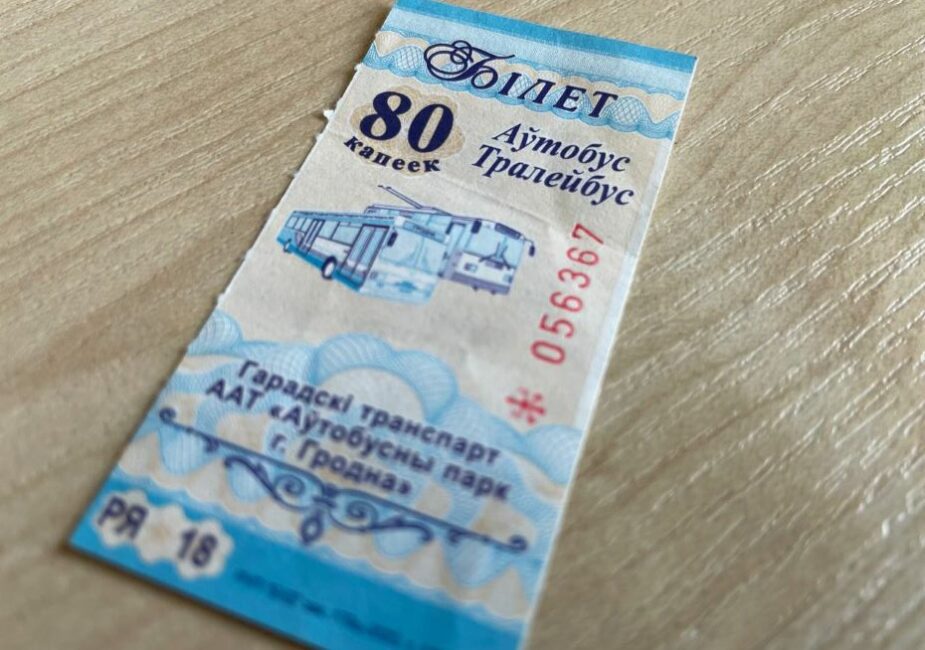 Білет
80
капеек
Аўтобус
Тралейбус
056367
Гарадскі транспарт
ААТ «Аўтобусны парк
г. Гродна»
РЯ 18